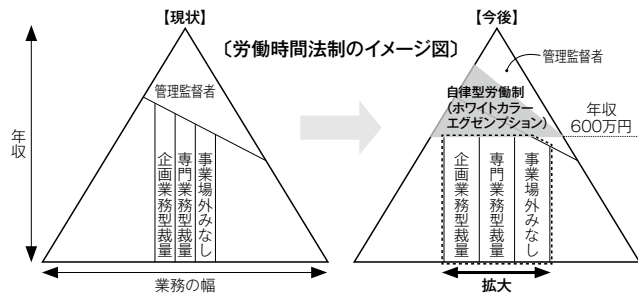 【現状】
【今後】
〔労働時間法制のイメージ図〕
管理監督者
年収
企画業務型裁量
専門業務型裁量
事業場外みなし
業務の幅
管理監督者
自律型労働制
(ホワイトカラー
エグゼンプション)
年収
600万円
企画業務型裁量
専門業務型裁量
事業場外みなし
拡大